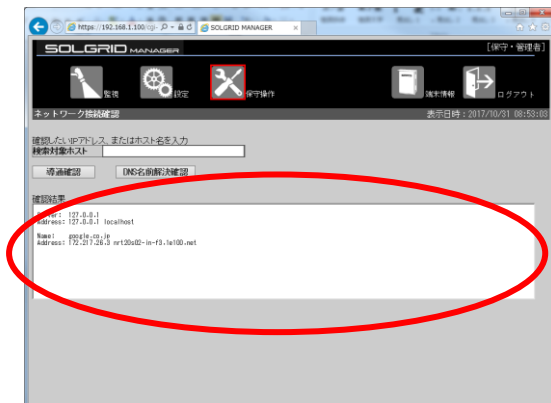 https://192.168.1.100/cgi-
SOLGRID MANAGER
SOLGRID MANAGER
[保守・管理者]
監視
設定
保守操作
端末情報
ログアウト
ネットワーク接続確認
表示日時:2017/10/31 08:53:03
確認したいIPアドレス、またはホスト名を入力
検索対象ホスト
導通確認
DNS名前解決確認
確認結果
Server: 127.0.0.1
Address: 127.0.0.1 localhost
Name: google.co.jp
Address: 172.217.26.3 nrt20s02-in-f3.1e100.net